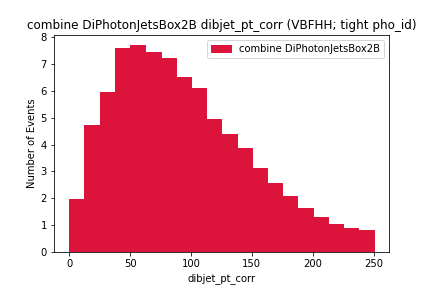 combine DiPhotonJetsBox2B dibjet_pt_corr (VBFHH; tight pho_id)
combine DiPhotonJetsBox2B
Number of Events
8
7
6
5
4
3
2
1
0
0 50 100 150 200 250
dibjet_pt_corr